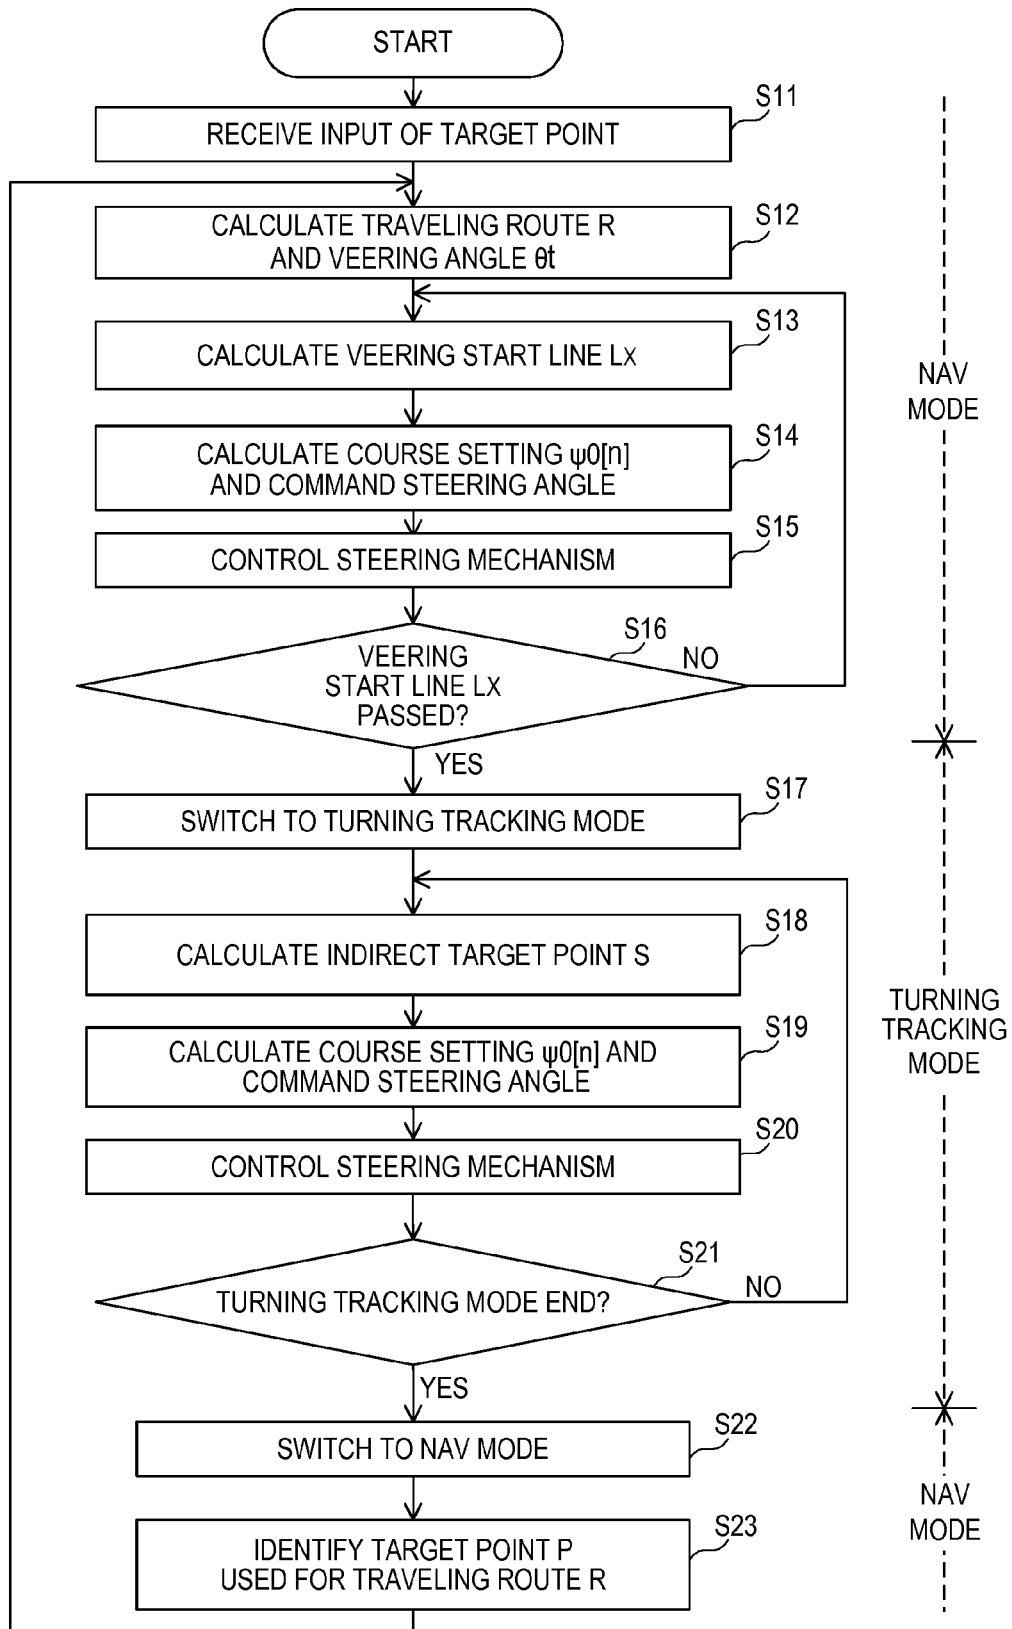 START
S11
RECEIVE INPUT OF TARGET POINT
S12
CALCULATE TRAVELING ROUTE R
AND VEERING ANGLE θt
S13
CALCULATE VEERING START LINE LX
NAV
MODE
S14
CALCULATE COURSE SETTING ψ0[n]
AND COMMAND STEERING ANGLE
S15
CONTROL STEERING MECHANISM
S16
VEERING
START LINE LX
PASSED?
NO
YES
S17
SWITCH TO TURNING TRACKING MODE
S18
CALCULATE INDIRECT TARGET POINT S
TURNING
TRACKING
MODE
S19
CALCULATE COURSE SETTING ψ0[n] AND
COMMAND STEERING ANGLE
S20
CONTROL STEERING MECHANISM
S21
TURNING TRACKING MODE END?
NO
YES
S22
SWITCH TO NAV MODE
NAV
MODE
S23
IDENTIFY TARGET POINT P
USED FOR TRAVELING ROUTE R